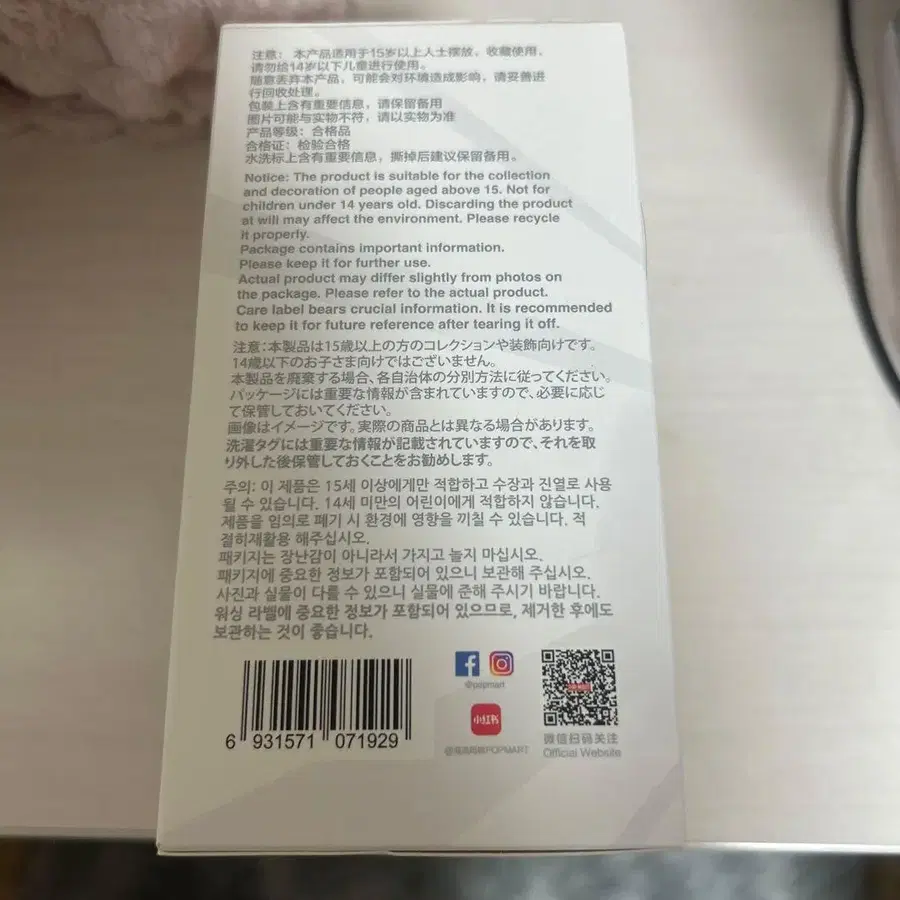 注意：本产品适用于15岁以上人士摆放、收藏使用，
请勿给14岁以下儿童进行使用。
随意丢弃本产品，可能会对环境造成影响，请妥善进
行回收处理。
包装上含有重要信息，请保留备用
图片可能与实物不符，请以实物为准
产品等级：合格品
合格证：检验合格
水洗标上含有重要信息，撕掉后建议保留备用。
Notice: The product is suitable for the collection
and decoration of people aged above 15. Not for
children under 14 years old. Discarding the product
at will may affect the environment. Please recycle
it properly.
Package contains important information.
Please keep it for further use.
Actual product may differ slightly from photos on
the package. Please refer to the actual product.
Care label bears crucial information. It is recommended
to keep it for future reference after tearing it off.
注意：本製品は15歳以上の方のコレクションや装飾向けです。
14歳以下のお子さま向けではございません。
本製品を廃棄する場合、各自治体の分別方法に従ってください。
パッケージには重要な情報が含まれていますので、必要に応じ
て保管しておいてください。
画像はイメージです。実際の商品とは異なる場合があります。
洗濯タグには重要な情報が記載されていますので、それを取
り外した後保管しておくことをお勧めします。
주의: 이 제품은 15세 이상에게만 적합하고 수장과 진열로 사용
될 수 있습니다. 14세 미만의 어린이에게 적합하지 않습니다.
제품을 임의로 폐기 시 환경에 영향을 끼칠 수 있습니다. 적
절히재활용 해주십시오.
패키지는 장난감이 아니라서 가지고 놀지 마십시오.
패키지에 중요한 정보가 포함되어 있으니 보관해 주십시오.
사진과 실물이 다를 수 있으니 실물에 준해 주시기 바랍니다.
워싱 라벨에 중요한 정보가 포함되어 있으므로, 제거한 후에도
보관하는 것이 좋습니다.
@popmart
小红书
POPMART
微信扫码关注
Official Website
6 931571 071929